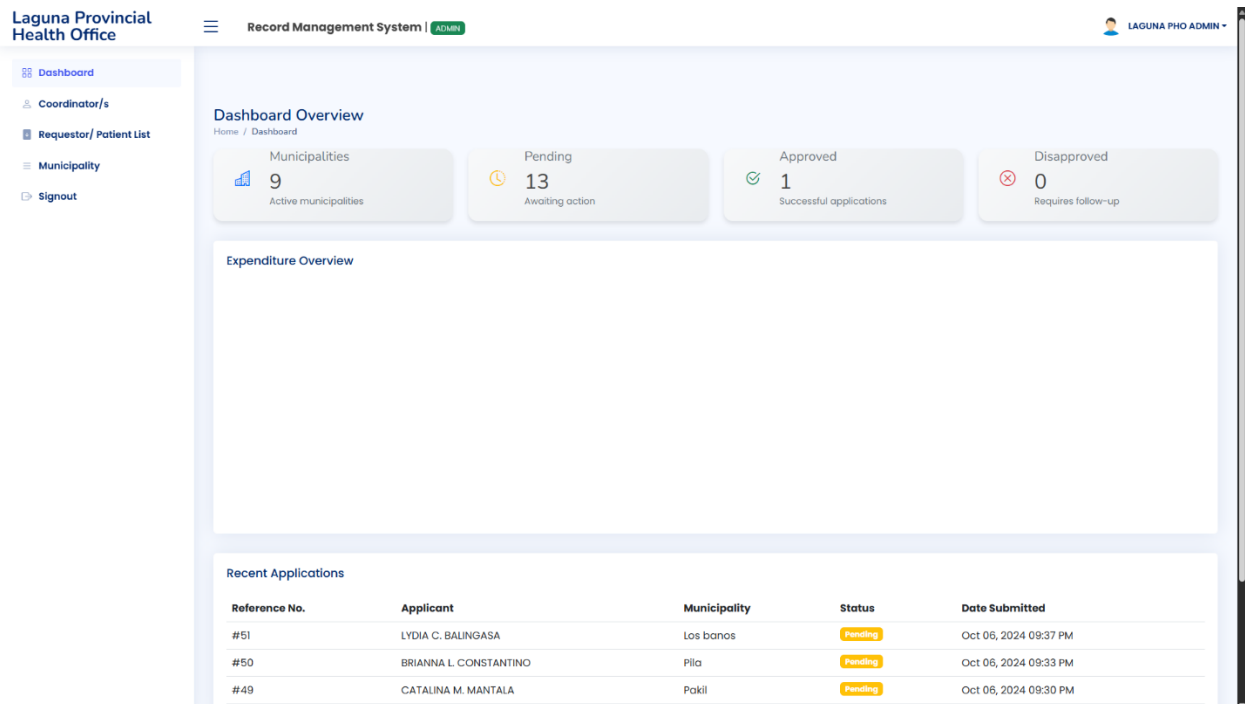 Laguna Provincial
Health Office
Record Management System | ADMIN
LAGUNA PHO ADMIN
Dashboard
Coordinator/s
Requestor/ Patient List
Municipality
Signout
Dashboard Overview
Home / Dashboard
Municipalities
9
Active municipalities
Pending
13
Awaiting action
Approved
1
Successful applications
Disapproved
0
Requires follow-up
Expenditure Overview
Recent Applications
Reference No. Applicant Municipality Status Date Submitted
#51 LYDIA C. BALINGASA Los banos Pending Oct 06, 2024 09:37 PM
#50 BRIANNA L. CONSTANTINO Pila Pending Oct 06, 2024 09:33 PM
#49 CATALINA M. MANTALA Pakil Pending Oct 06, 2024 09:30 PM